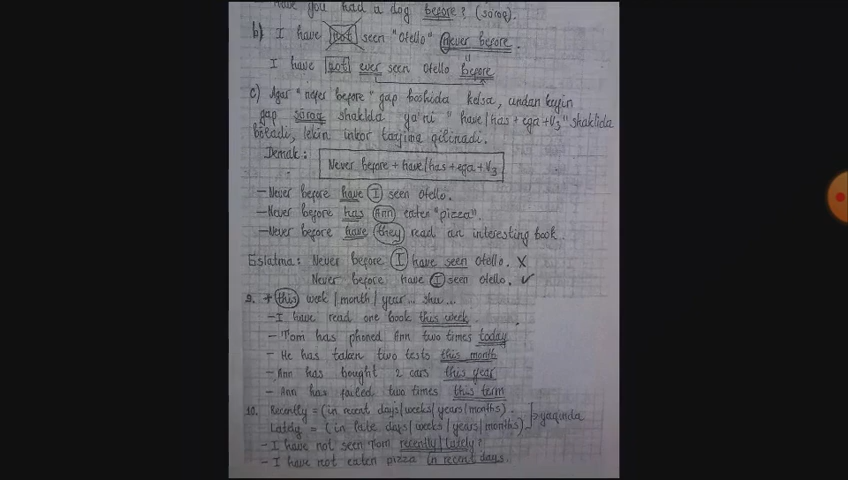 Have you had a dog before? (soroq).
b) I have not seen "Otello" never before.
I have not ever seen Otello before
c) Agar "never before" gap boshida kelsa, undan keyin
gap soroq shaklda ya'ni "have/has+ega+V3" shaklida
bo'ladi, lekin inkor tarjima qilinadi.
Demak: Never before + have/has + ega + V3
- Never before have I seen Otello.
- Never before has Ann eaten "pizza".
- Never before have they read an interesting book.
Eslatma: Never before I have seen Otello. X
Never before have I seen Otello. ✓
9. + this week/month/year... shu...
- I have read one book this week.
- Tom has phoned Ann two times today
- He has taken two tests this month
- Ann has bought 2 cars this year
- Ann has failed two times this term
10. Recently = (in recent days/weeks/years/months)
Lately = (in late days/weeks/years/months) } > yaqinda
- I have not seen Tom recently/lately.
- I have not eaten pizza in recent days.